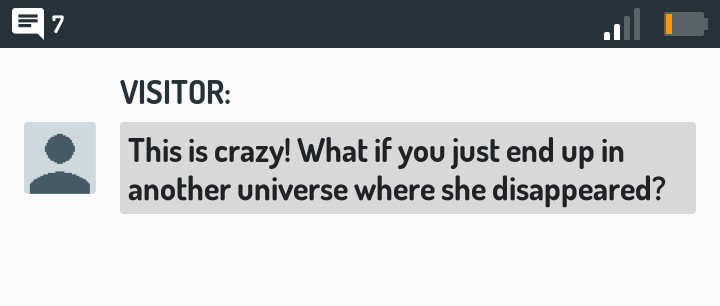 7
VISITOR:
This is crazy! What if you just end up in
another universe where she disappeared?